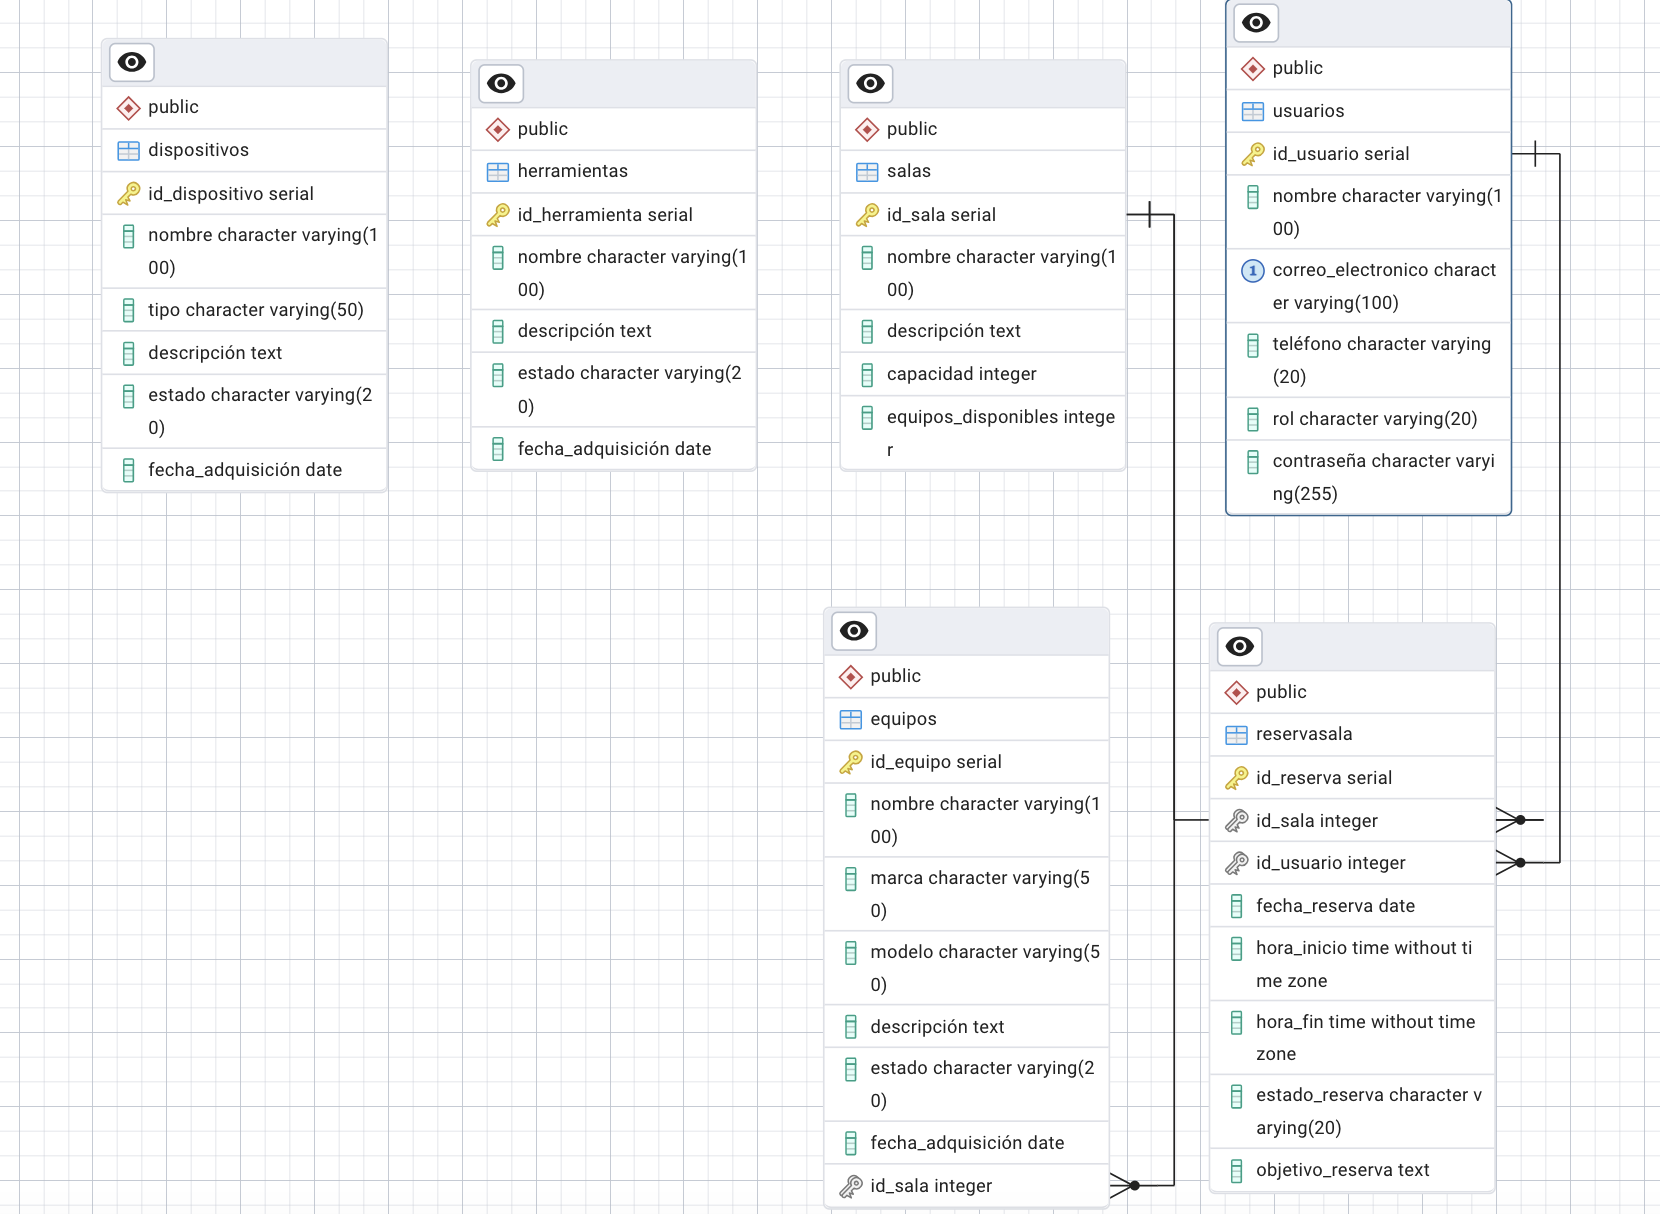 public
dispositivos
id_dispositivo serial
nombre character varying(1
00)
tipo character varying(50)
descripción text
estado character varying(2
0)
fecha_adquisición date
public
herramientas
id_herramienta serial
nombre character varying(1
00)
descripción text
estado character varying(2
0)
fecha_adquisición date
public
salas
id_sala serial
nombre character varying(1
00)
descripción text
capacidad integer
equipos_disponibles intege
r
public
usuarios
id_usuario serial
nombre character varying(1
00)
1
correo_electronico charact
er varying(100)
teléfono character varying
(20)
rol character varying(20)
contraseña character varyi
ng(255)
public
equipos
id_equipo serial
nombre character varying(1
00)
marca character varying(5
0)
modelo character varying(5
0)
descripción text
estado character varying(2
0)
fecha_adquisición date
id_sala integer
public
reservasala
id_reserva serial
id_sala integer
id_usuario integer
fecha_reserva date
hora_inicio time without ti
me zone
hora_fin time without time
zone
estado_reserva character v
arying(20)
objetivo_reserva text